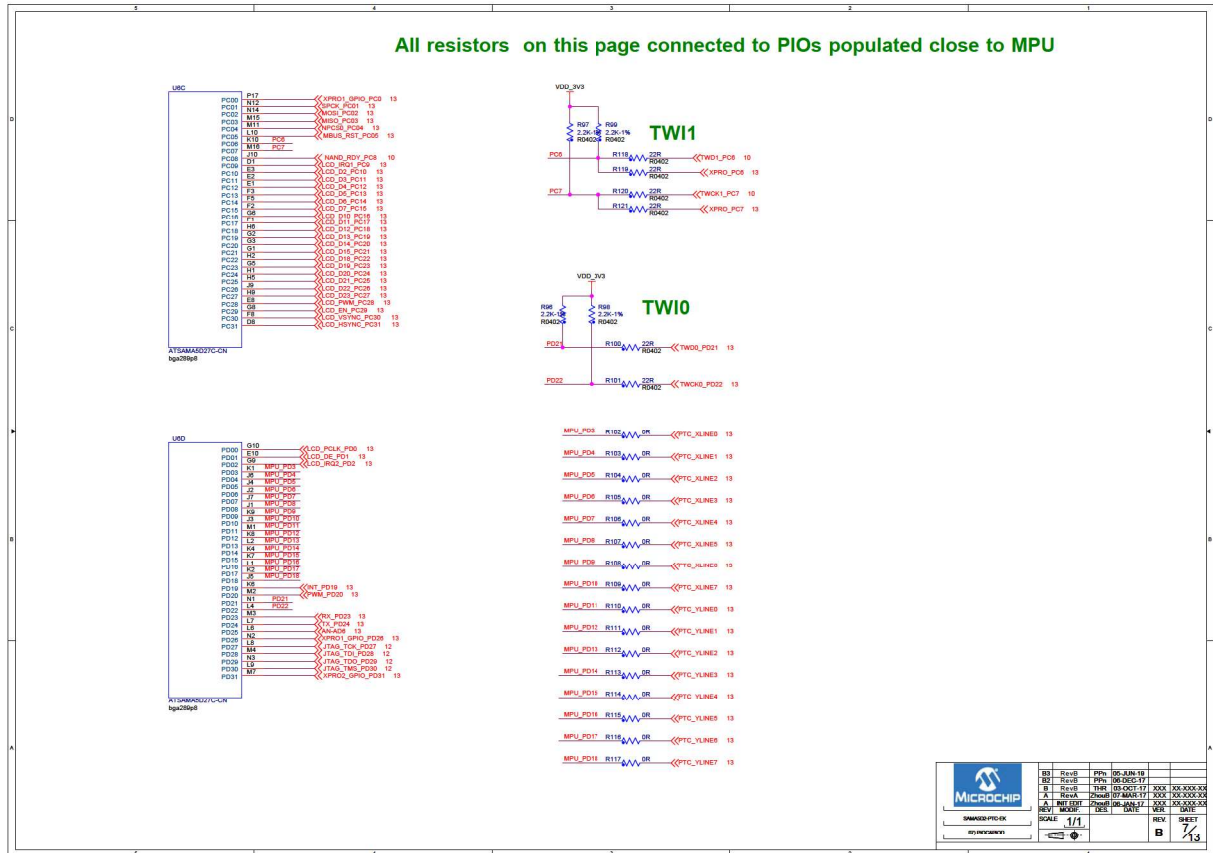 5 4 3 2 1
All resistors on this page connected to PIOs populated close to MPU
U6C
PC00 P17 XPRO1_GPIO_PC0 13
PC01 N12 SPCK_PC01 13
PC02 N14 MOSI_PC02 13
PC03 M15 MISO_PC03 13
PC04 M11 NPCS0_PC04 13
PC05 L10 MBUS_RST_PC05 13
PC06 K10 PC6
PC07 M16 PC7
PC08 J10 NAND_RDY_PC8 10
PC09 D1 LCD_IRQ1_PC9 13
PC10 E3 LCD_D2_PC10 13
PC11 E2 LCD_D3_PC11 13
PC12 E1 LCD_D4_PC12 13
PC13 F3 LCD_D5_PC13 13
PC14 F5 LCD_D6_PC14 13
PC15 F2 LCD_D7_PC15 13
PC16 G6 LCD_D10_PC16 13
PC17 F1 LCD_D11_PC17 13
PC18 H6 LCD_D12_PC18 13
PC19 G2 LCD_D13_PC19 13
PC20 G3 LCD_D14_PC20 13
PC21 G1 LCD_D15_PC21 13
PC22 H2 LCD_D18_PC22 13
PC23 G5 LCD_D19_PC23 13
PC24 H1 LCD_D20_PC24 13
PC25 H5 LCD_D21_PC25 13
PC26 J9 LCD_D22_PC26 13
PC27 H9 LCD_D23_PC27 13
PC28 E8 LCD_PWM_PC28 13
PC29 G8 LCD_EN_PC29 13
PC30 F8 LCD_VSYNC_PC30 13
PC31 D8 LCD_HSYNC_PC31 13
ATSAMA5D27C-CN
bga289p8
VDD_3V3
R97 R99
2.2K-1% 2.2K-1%
R0402 R0402
TWI1
PC6 R118 22R R0402 TWD1_PC6 10
R119 22R R0402 XPRO_PC6 13
PC7 R120 22R R0402 TWCK1_PC7 10
R121 22R R0402 XPRO_PC7 13
VDD_3V3
R96 R98
2.2K-1% 2.2K-1%
R0402 R0402
TWI0
PD21 R100 22R R0402 TWD0_PD21 13
PD22 R101 22R R0402 TWCK0_PD22 13
U6D
PD00 G10 LCD_PCLK_PD0 13
PD01 E10 LCD_DE_PD1 13
PD02 G9 LCD_IRQ2_PD2 13
PD03 K1 MPU_PD3
PD04 J6 MPU_PD4
PD05 J4 MPU_PD5
PD06 J2 MPU_PD6
PD07 J7 MPU_PD7
PD08 J1 MPU_PD8
PD09 K9 MPU_PD9
PD10 J3 MPU_PD10
PD11 M1 MPU_PD11
PD12 K8 MPU_PD12
PD13 L2 MPU_PD13
PD14 K4 MPU_PD14
PD15 K7 MPU_PD15
PD16 L1 MPU_PD16
PD17 K2 MPU_PD17
PD18 J5 MPU_PD18
PD19 K6 INT_PD19 13
PD20 M2 PWM_PD20 13
PD21 N1 PD21
PD22 L4 PD22
PD23 M3 RX_PD23 13
PD24 L7 TX_PD24 13
PD25 L6 AN-AD6 13
PD26 N2 XPRO1_GPIO_PD26 13
PD27 L8 JTAG_TCK_PD27 12
PD28 M4 JTAG_TDI_PD28 12
PD29 N3 JTAG_TDO_PD29 12
PD30 L9 JTAG_TMS_PD30 12
PD31 M7 XPRO2_GPIO_PD31 13
ATSAMA5D27C-CN
bga289p8
MPU_PD3 R102 0R PTC_XLINE0 13
MPU_PD4 R103 0R PTC_XLINE1 13
MPU_PD5 R104 0R PTC_XLINE2 13
MPU_PD6 R105 0R PTC_XLINE3 13
MPU_PD7 R106 0R PTC_XLINE4 13
MPU_PD8 R107 0R PTC_XLINE5 13
MPU_PD9 R108 0R PTC_XLINE6 13
MPU_PD10 R109 0R PTC_XLINE7 13
MPU_PD11 R110 0R PTC_YLINE0 13
MPU_PD12 R111 0R PTC_YLINE1 13
MPU_PD13 R112 0R PTC_YLINE2 13
MPU_PD14 R113 0R PTC_YLINE3 13
MPU_PD15 R114 0R PTC_YLINE4 13
MPU_PD16 R115 0R PTC_YLINE5 13
MPU_PD17 R116 0R PTC_YLINE6 13
MPU_PD18 R117 0R PTC_YLINE7 13
MICROCHIP
SAMA5D2-PTC-EK
B3 RevB PPn 05-JUN-19
B2 RevB PPn 06-DEC-17
B RevB THR 03-OCT-17 XXX XX-XXX-XX
A RevA ZhouB 07-MAR-17 XXX XX-XXX-XX
A INIT EDIT ZhouB 06-JAN-17 XXX XX-XXX-XX
REV MODIF. DES. DATE VER. DATE
SCALE 1/1 REV. SHEET
B 7/13